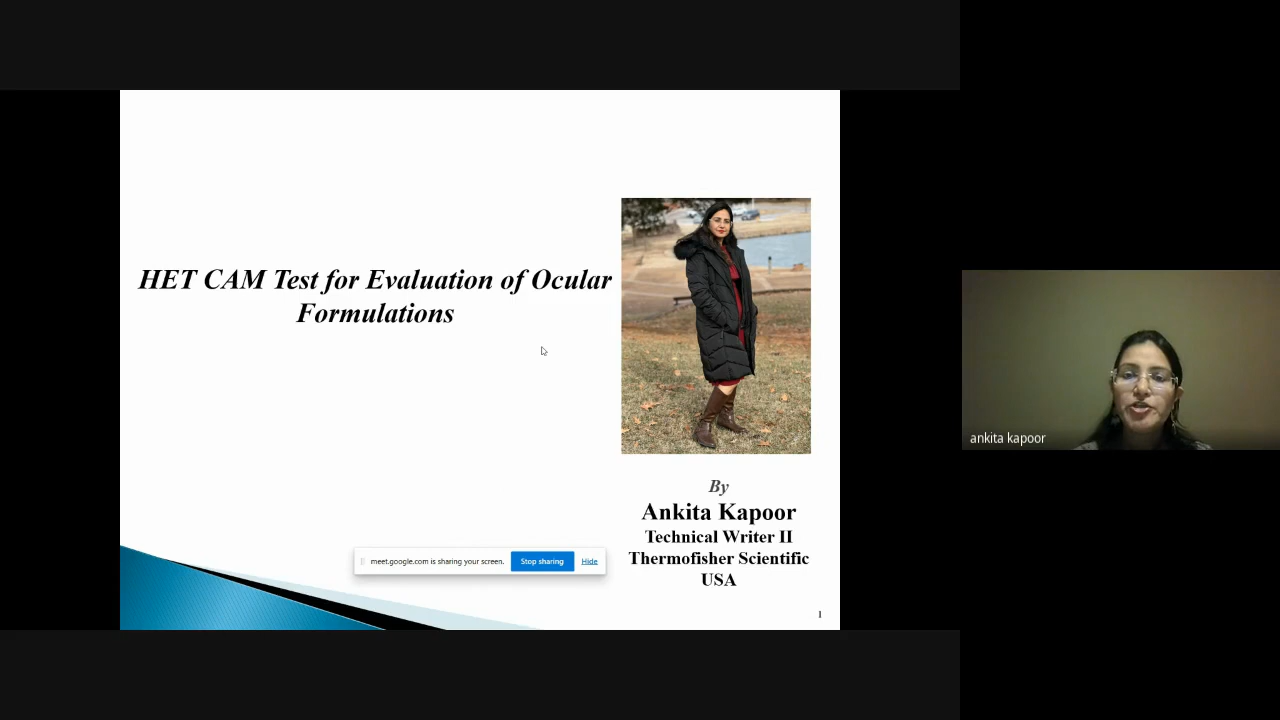 HET CAM Test for Evaluation of Ocular
Formulations
By
Ankita Kapoor
Technical Writer II
Thermofisher Scientific
USA
meet.google.com is sharing your screen.
Stop sharing
Hide
1
ankita kapoor